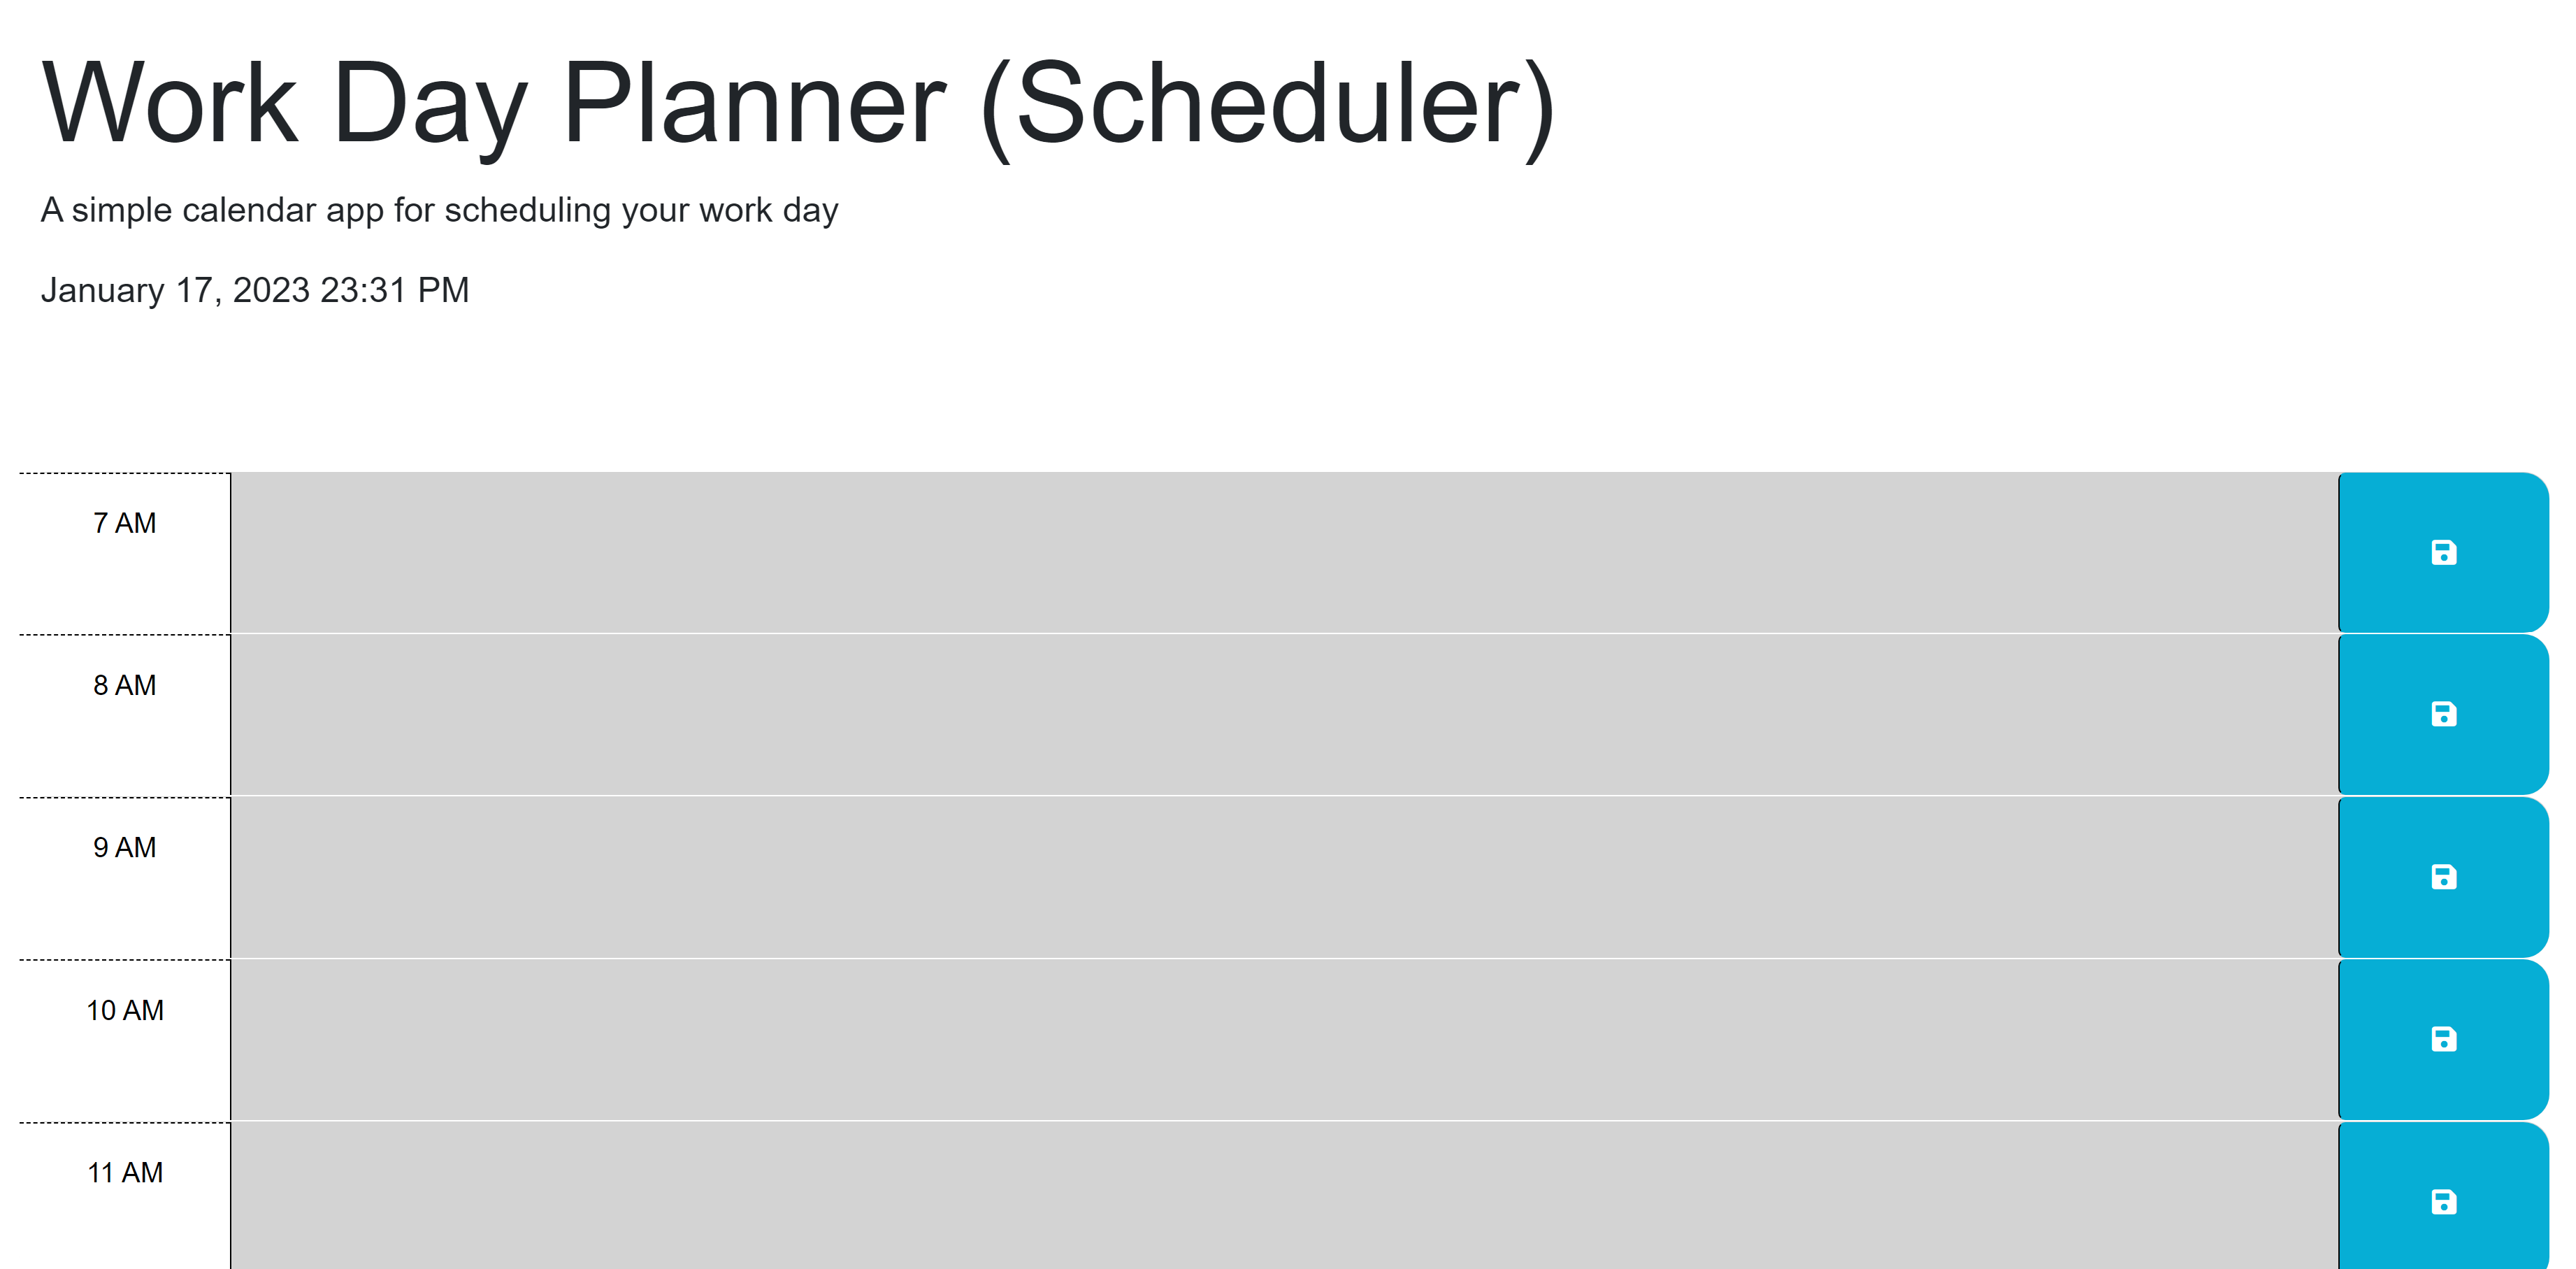 Work Day Planner (Scheduler)
A simple calendar app for scheduling your work day
January 17, 2023 23:31 PM
7 AM
8 AM
9 AM
10 AM
11 AM